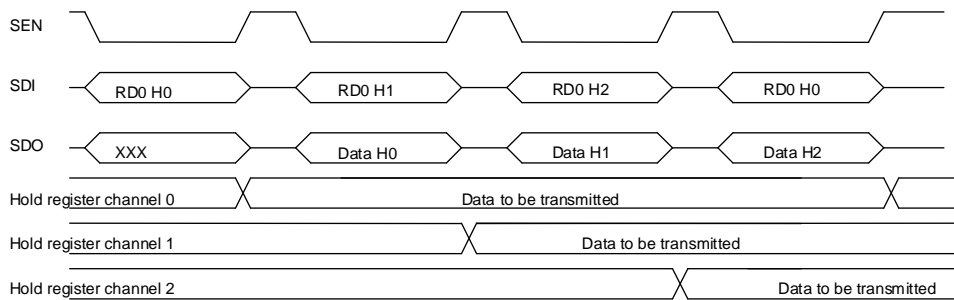 SEN
SDI RD0 H0 RD0 H1 RD0 H2 RD0 H0
SDO XXX Data H0 Data H1 Data H2
Hold register channel 0 Data to be transmitted
Hold register channel 1 Data to be transmitted
Hold register channel 2 Data to be transmitted